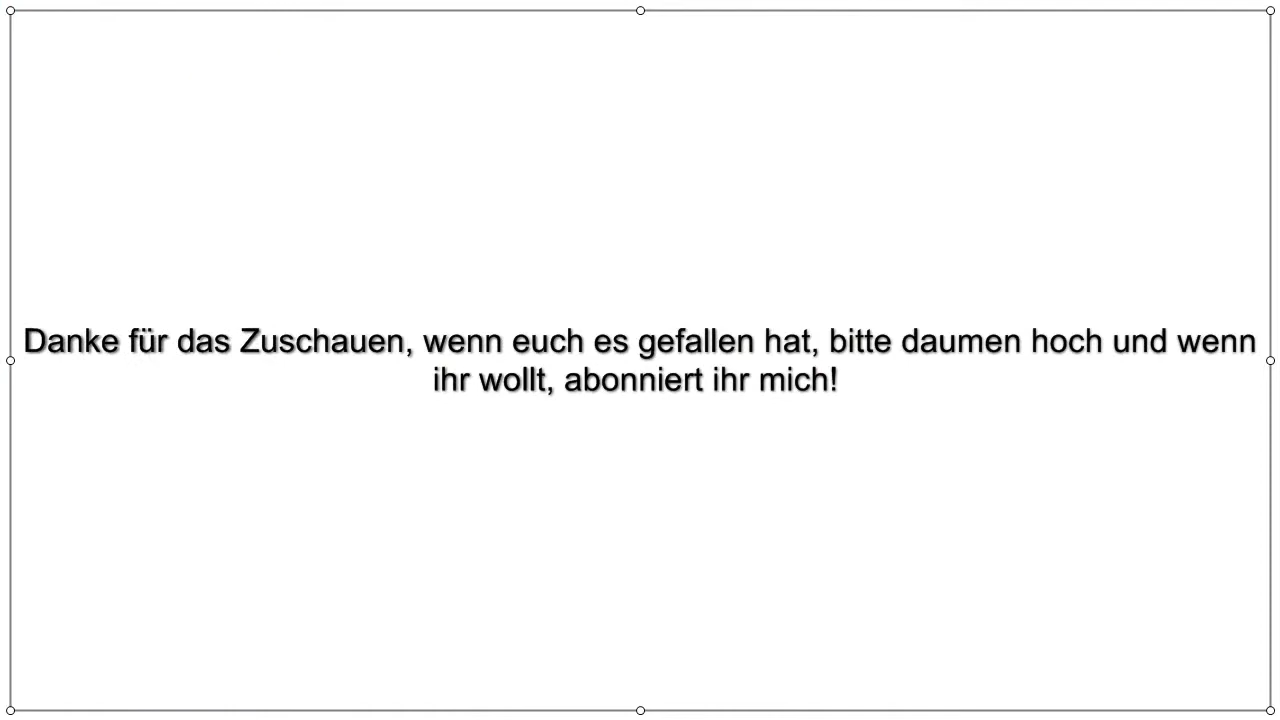 Danke für das Zuschauen, wenn euch es gefallen hat, bitte daumen hoch und wenn
ihr wollt, abonniert ihr mich!